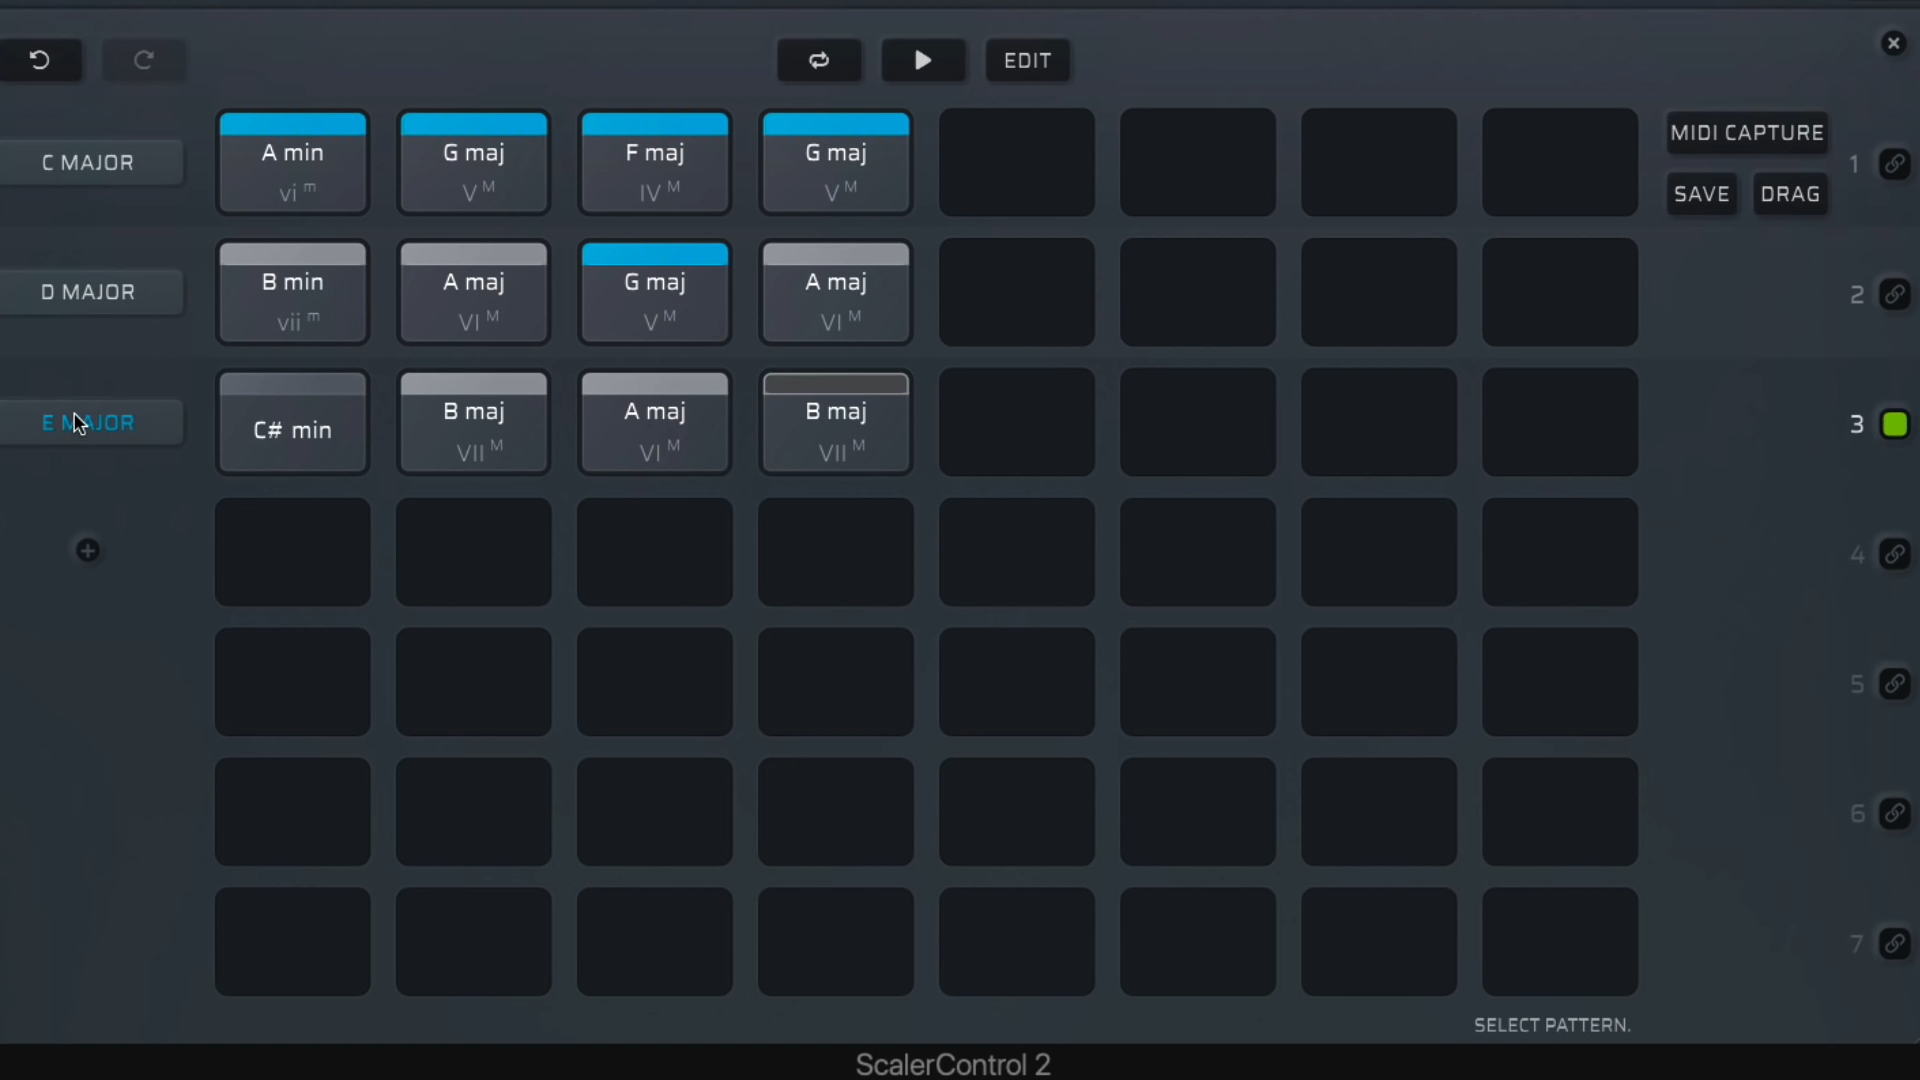 EDIT
C MAJOR
A min
vi m
G maj
V M
F maj
IV M
G maj
V M
MIDI CAPTURE
SAVE DRAG
1
D MAJOR
B min
vii m
A maj
VI M
G maj
V M
A maj
VI M
2
E MAJOR
C# min
B maj
VII M
A maj
VI M
B maj
VII M
3
4
5
6
7
SELECT PATTERN.
ScalerControl 2